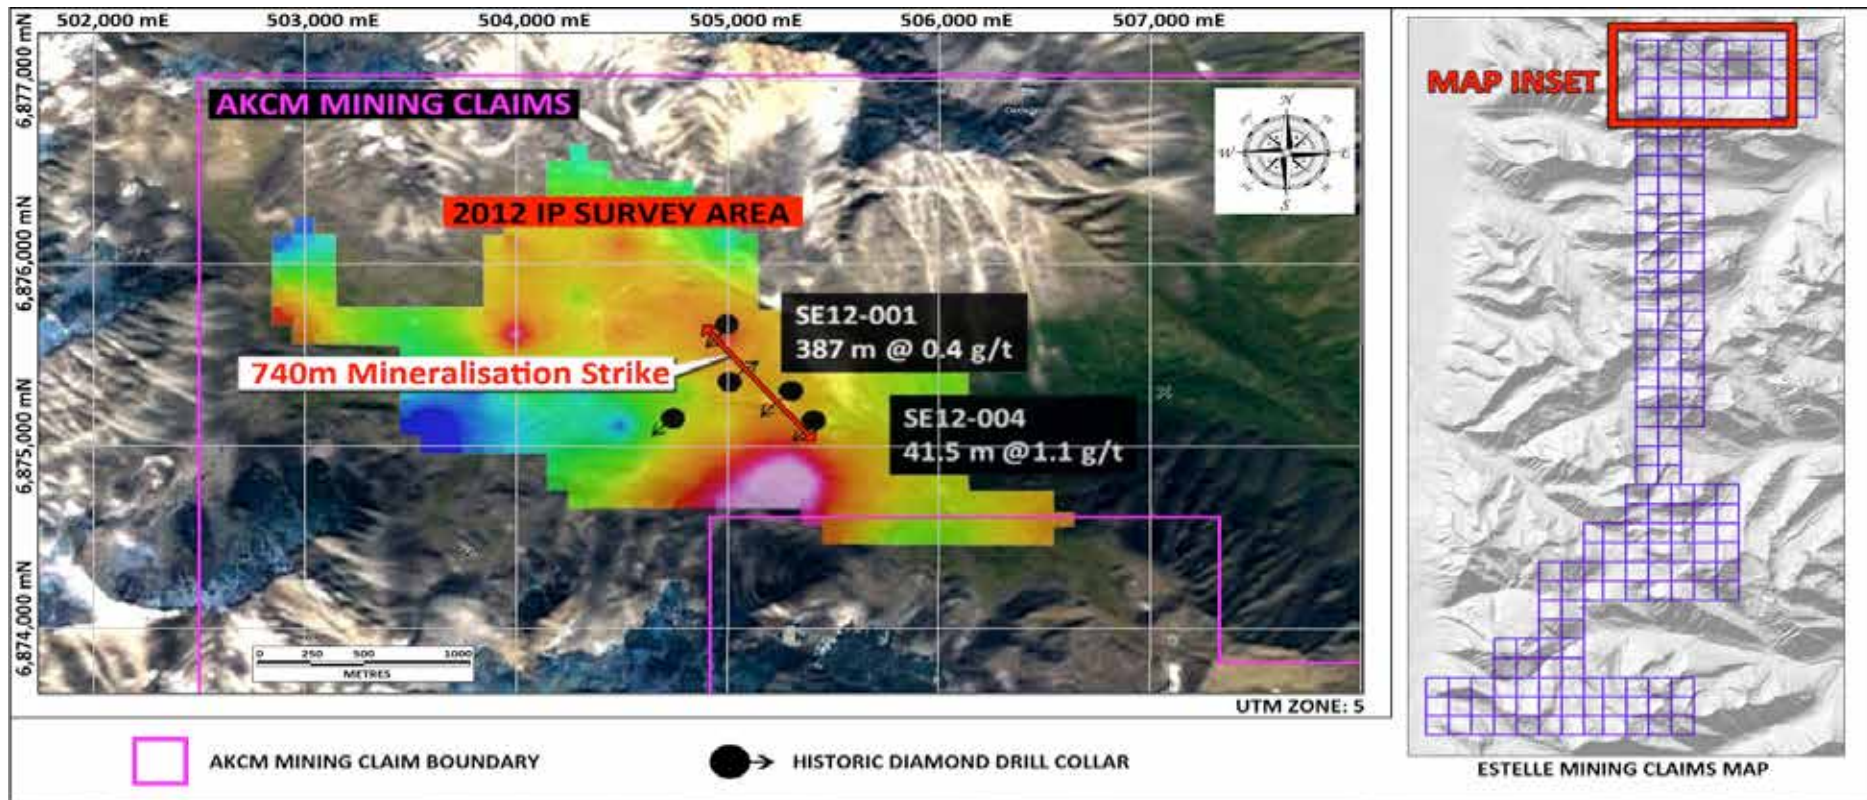 502,000 mE 503,000 mE 504,000 mE 505,000 mE 506,000 mE 507,000 mE
6,877,000 mN
6,876,000 mN
6,875,000 mN
6,874,000 mN
AKCM MINING CLAIMS
2012 IP SURVEY AREA
SE12-001
387 m @ 0.4 g/t
740m Mineralisation Strike
SE12-004
41.5 m @1.1 g/t
N
W E
S
0 250 500 1000
METRES
UTM ZONE: 5
AKCM MINING CLAIM BOUNDARY
HISTORIC DIAMOND DRILL COLLAR
MAP INSET
ESTELLE MINING CLAIMS MAP